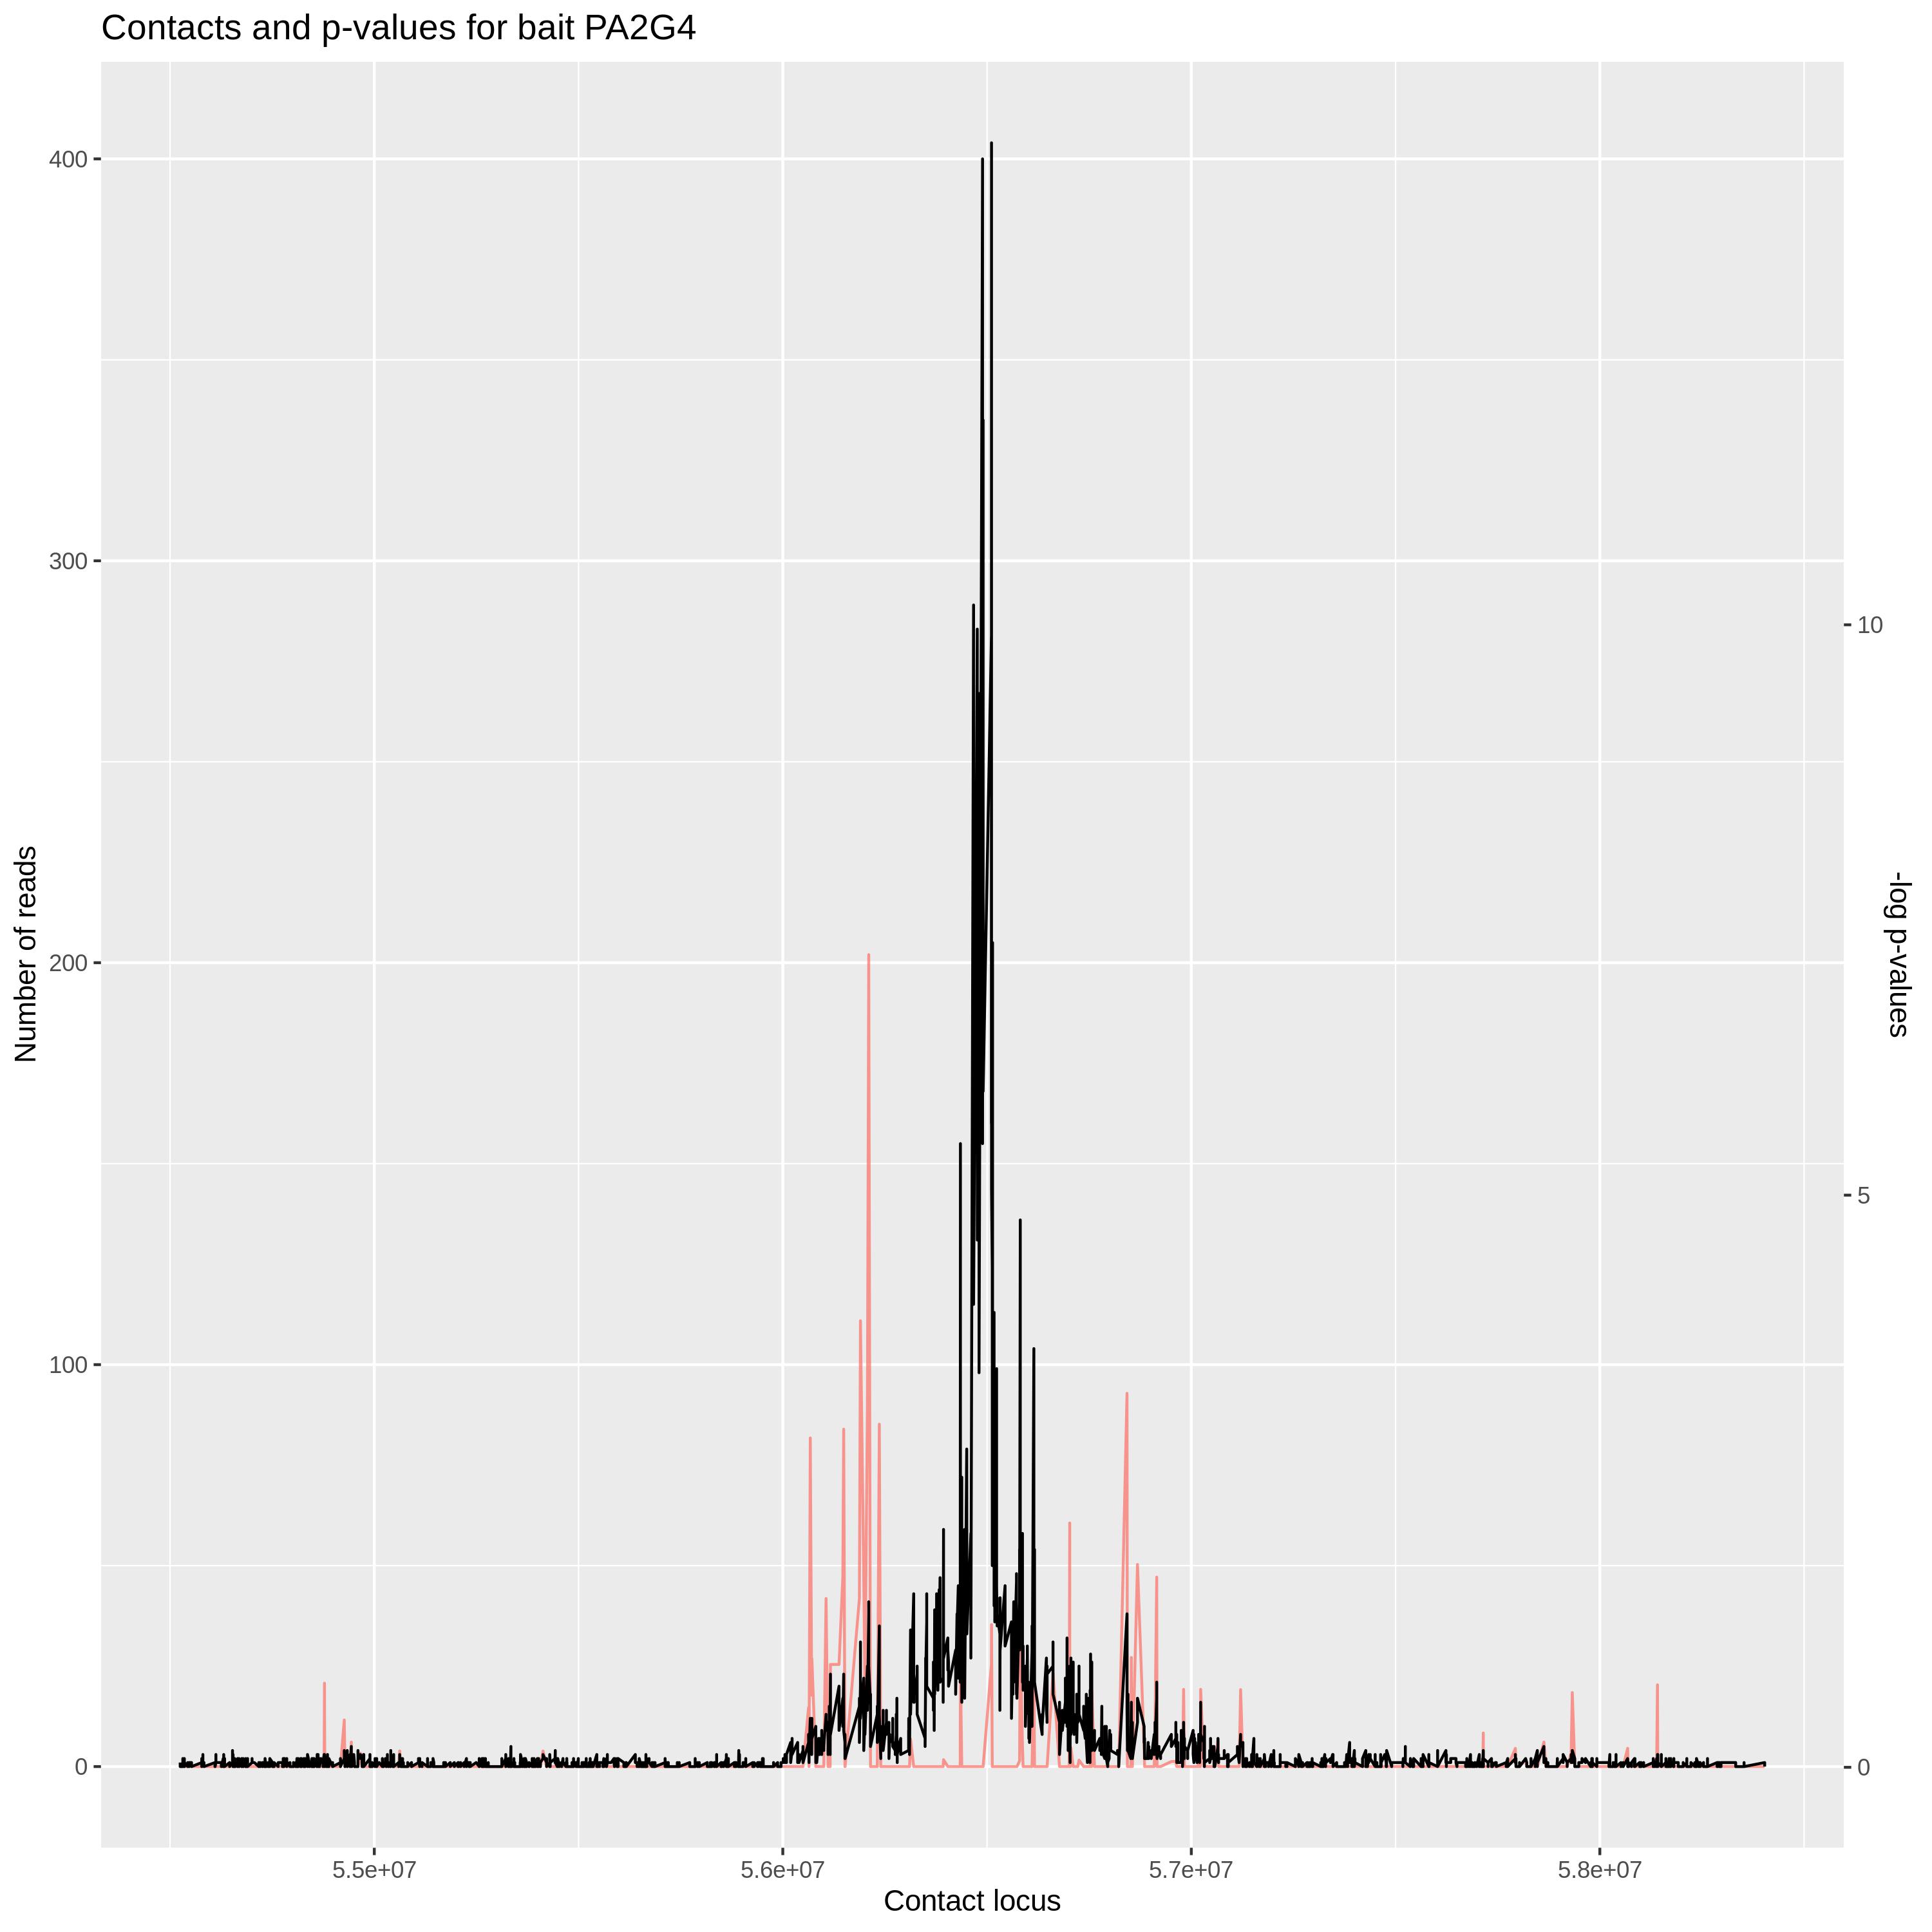 Contacts and p-values for bait PA2G4
400
300
200
100
0
Number of reads
10
5
0
-log p-values
5.5e+07
5.6e+07
5.7e+07
5.8e+07
Contact locus